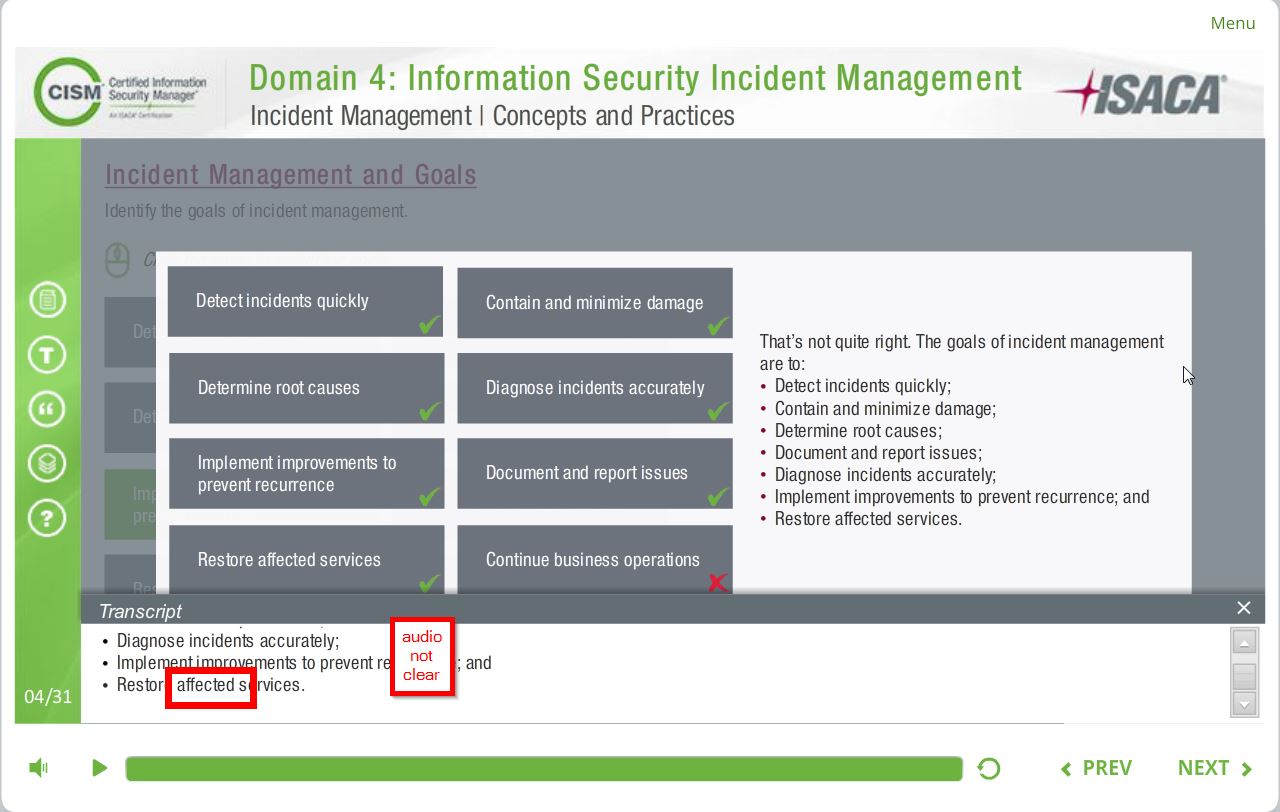 Menu
CISM
Certified Information
Security Manager
An ISACA Certification
Domain 4: Information Security Incident Management
Incident Management | Concepts and Practices
ISACA®
Incident Management and Goals
Identify the goals of incident management.
Det
Det
Imp
pre
Res
Detect incidents quickly
Contain and minimize damage
Determine root causes
Diagnose incidents accurately
Implement improvements to
prevent recurrence
Document and report issues
Restore affected services
Continue business operations
That's not quite right. The goals of incident management
are to:
• Detect incidents quickly;
• Contain and minimize damage;
• Determine root causes;
• Document and report issues;
• Diagnose incidents accurately;
• Implement improvements to prevent recurrence; and
• Restore affected services.
Transcript
• Diagnose incidents accurately;
• Implement improvements to prevent re ; and
• Restore affected services.
audio
not
clear
04/31
PREV
NEXT